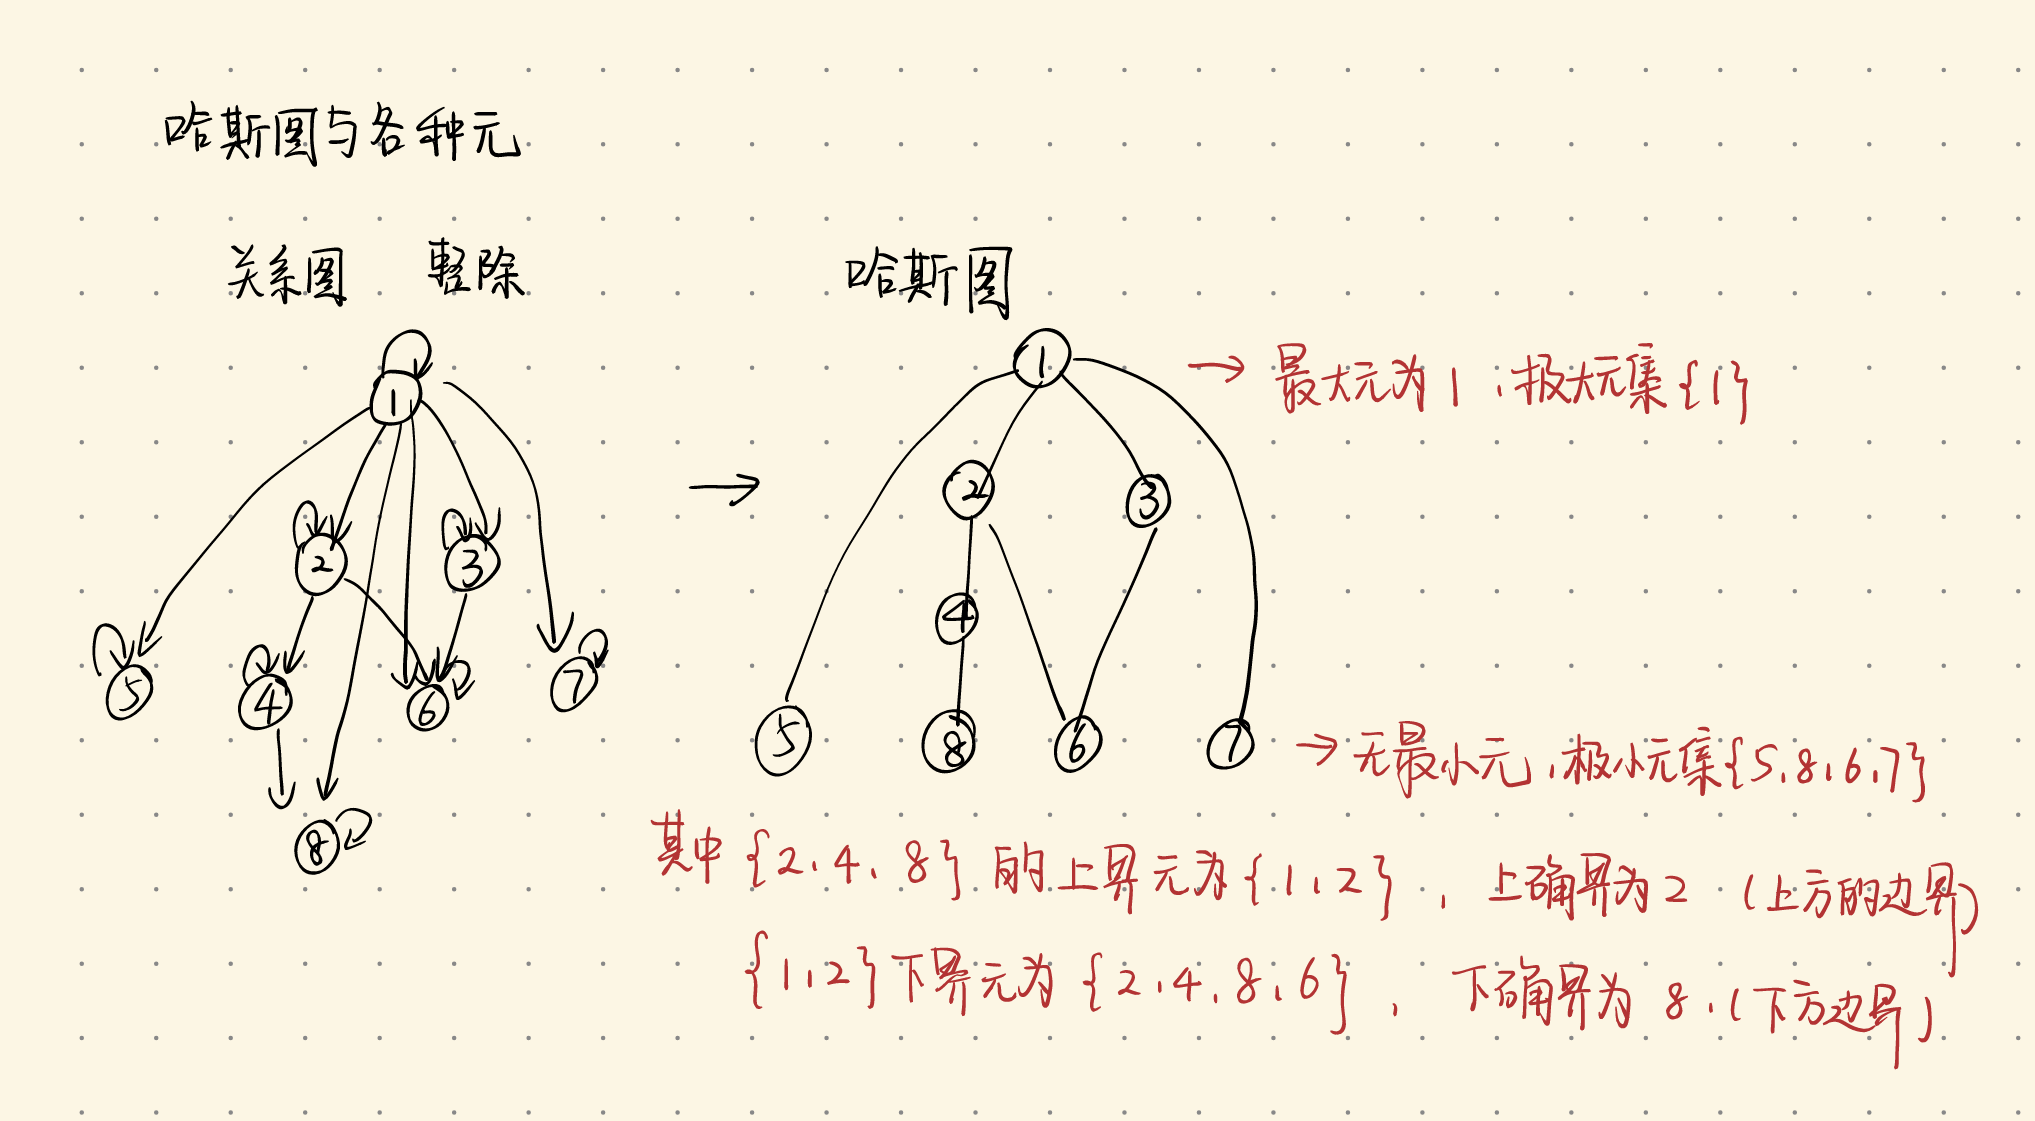 哈斯图与各种元
关系图 整除
哈斯图
1
2
3
5
4
6
7
8
1
2
3
4
5
8
6
7
→ 最大元为1，极大元集{1}
→ 无最小元，极小元集{5,8,6,7}
其中{2、4、8}的上界元为{1,2}，上确界为2 (上方的边界)
{1,2}下界元为{2,4,8,6}，下确界为8，(下方边界)